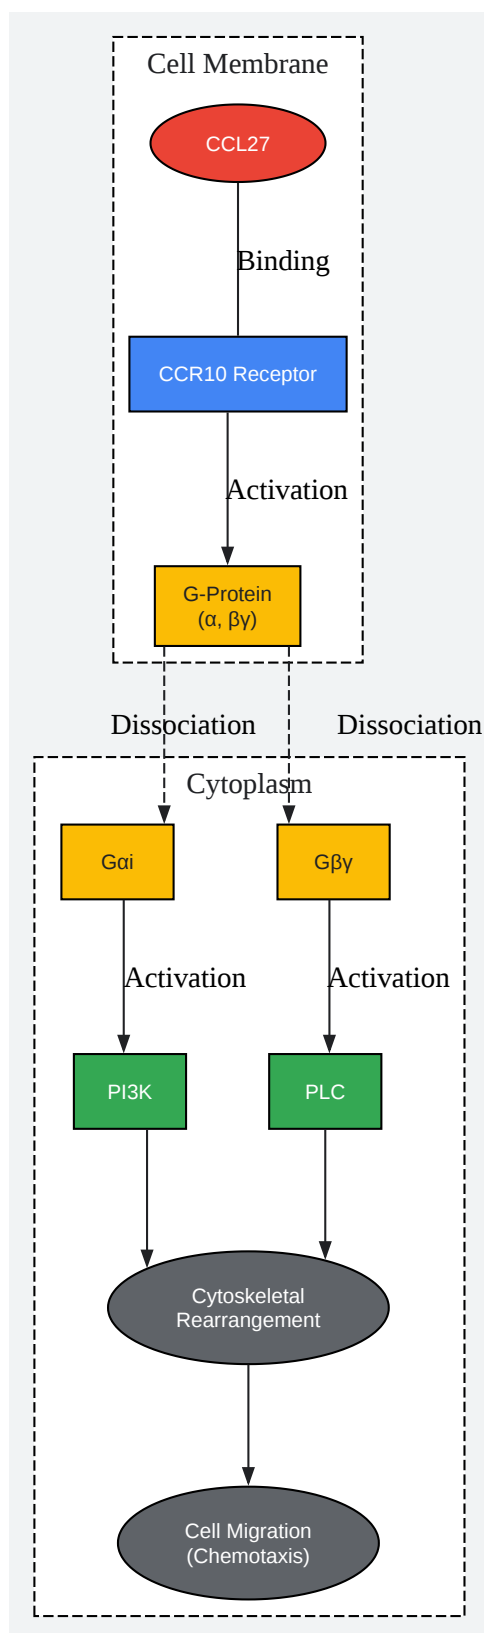 Cell Membrane
CCL27
Binding
CCR10 Receptor
Activation
G-Protein
(α, βγ)
Dissociation
Dissociation
Cytoplasm
Gαi
Gβγ
Activation
Activation
PI3K
PLC
Cytoskeletal
Rearrangement
Cell Migration
(Chemotaxis)